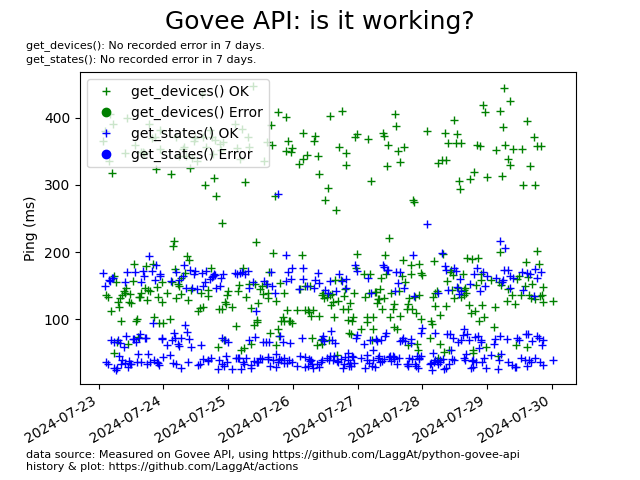 Govee API: is it working?
get_devices(): No recorded error in 7 days.
get_states(): No recorded error in 7 days.
get_devices() OK
get_devices() Error
get_states() OK
get_states() Error
400
300
200
100
Ping (ms)
2024-07-23
2024-07-24
2024-07-25
2024-07-26
2024-07-27
2024-07-28
2024-07-29
2024-07-30
data source: Measured on Govee API, using https://github.com/LaggAt/python-govee-api
history & plot: https://github.com/LaggAt/actions